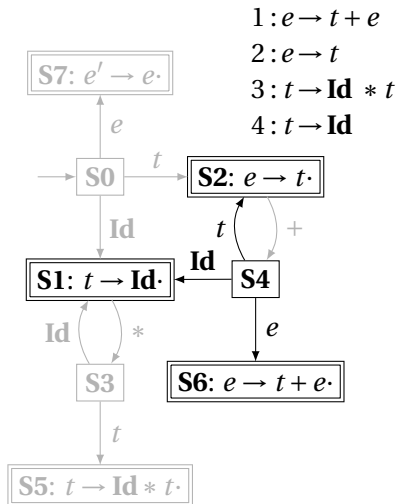 1 : e → t + e
2 : e → t
3 : t → Id * t
4 : t → Id
S7: e′ → e·
e
S0
t
S2: e → t·
Id
t
+
S1: t → Id·
Id
S4
Id
*
e
S3
S6: e → t + e·
t
S5: t → Id * t·